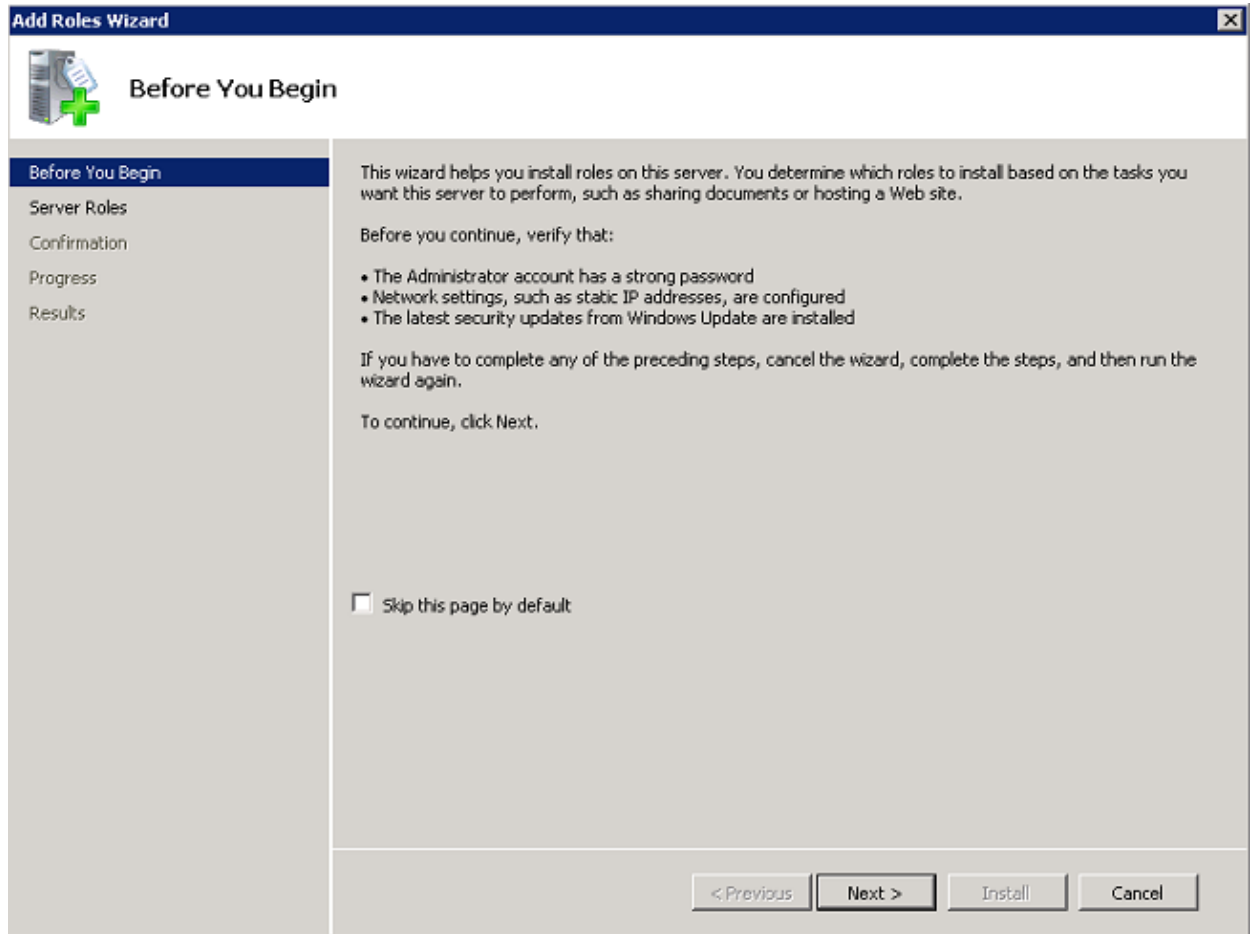 Add Roles Wizard
Before You Begin
Before You Begin
Server Roles
Confirmation
Progress
Results
This wizard helps you install roles on this server. You determine which roles to install based on the tasks you
want this server to perform, such as sharing documents or hosting a Web site.
Before you continue, verify that:
• The Administrator account has a strong password
• Network settings, such as static IP addresses, are configured
• The latest security updates from Windows Update are installed
If you have to complete any of the preceding steps, cancel the wizard, complete the steps, and then run the
wizard again.
To continue, click Next.
Skip this page by default
< Previous Next > Install Cancel